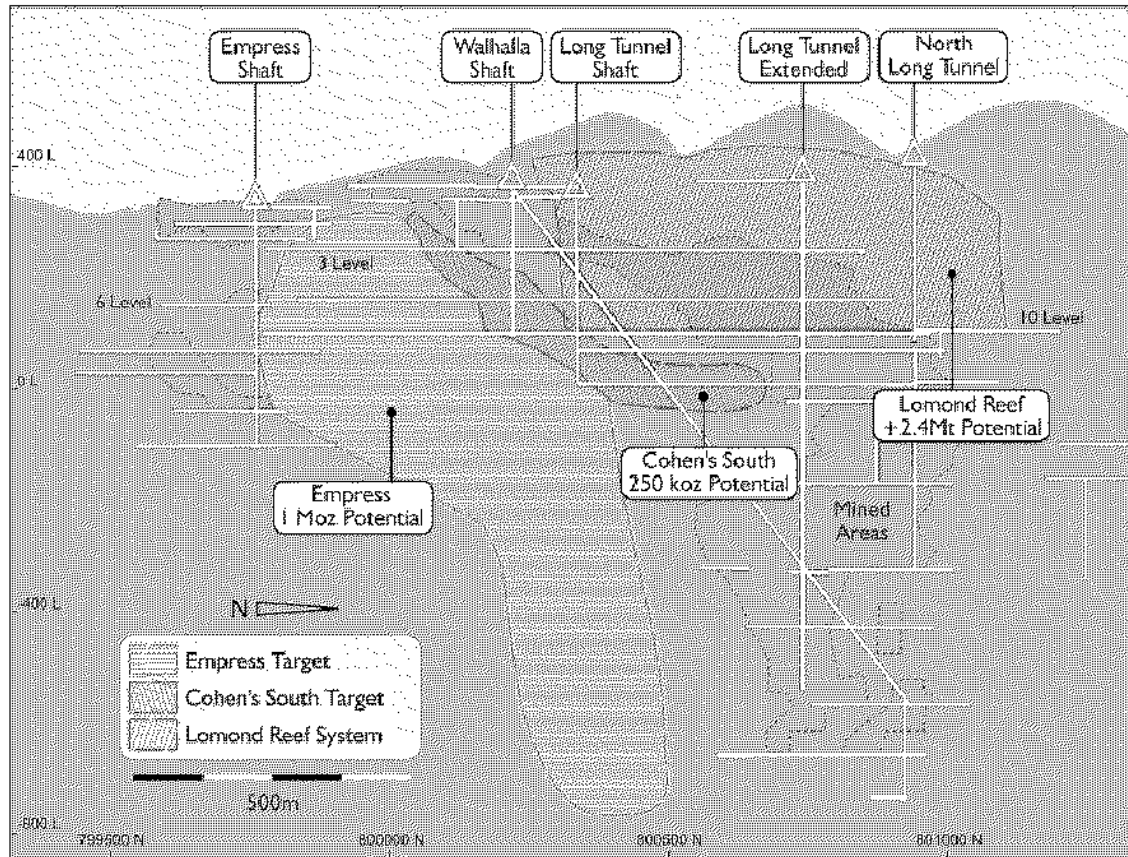 Empress
Shaft
Walhalla
Shaft
Long Tunnel
Shaft
Long Tunnel
Extended
North
Long Tunnel
400 L
3 Level
6 Level
10 Level
0 L
Lomond Reef
+2.4Mt Potential
Cohen's South
250 koz Potential
Empress
1 Moz Potential
Mined
Areas
-400 L
N
Empress Target
Cohen's South Target
Lomond Reef System
500m
-800 L
799500 N
800000 N
800500 N
801000 N